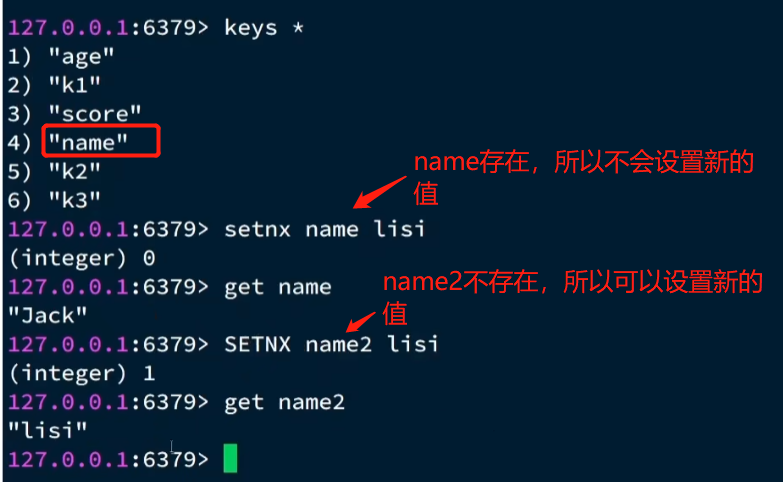 127.0.0.1:6379> keys *
1) "age"
2) "k1"
3) "score"
4) "name"
5) "k2"
6) "k3"
name存在，所以不会设置新的
值
127.0.0.1:6379> setnx name lisi
(integer) 0
127.0.0.1:6379> get name
"Jack"
name2不存在，所以可以设置新的
值
127.0.0.1:6379> SETNX name2 lisi
(integer) 1
127.0.0.1:6379> get name2
"lisi"
127.0.0.1:6379>